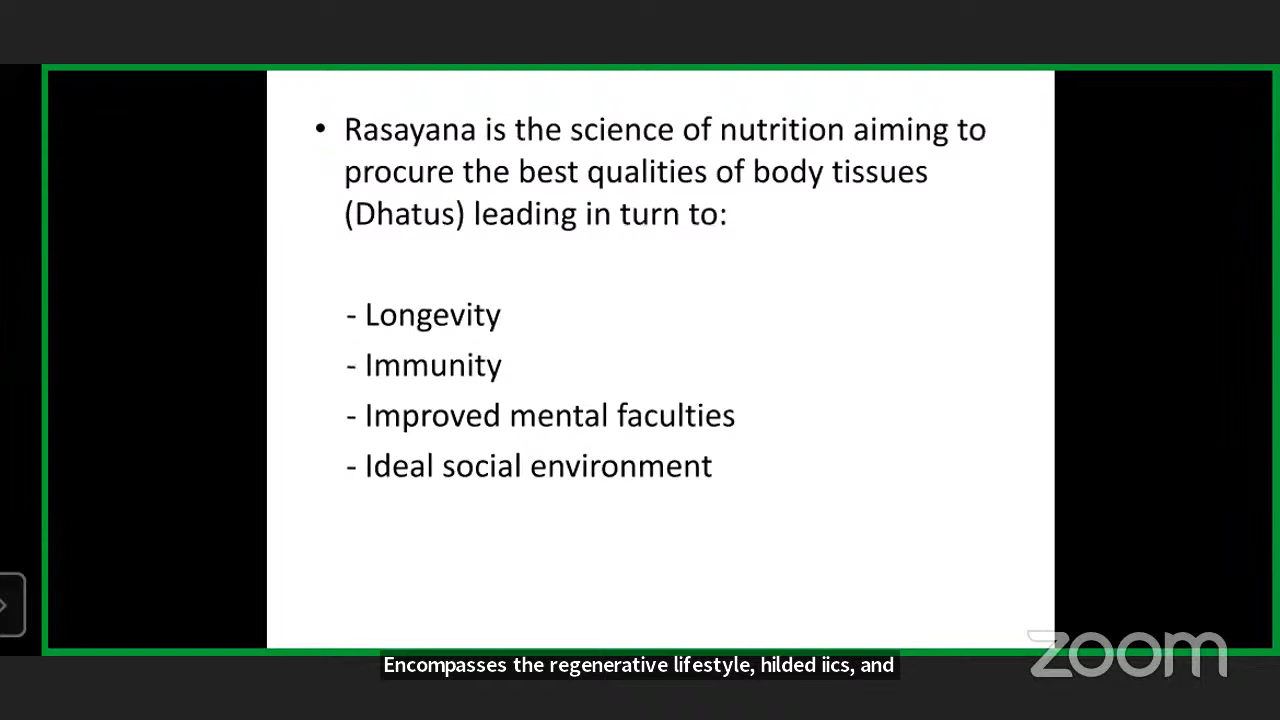 • Rasayana is the science of nutrition aiming to
procure the best qualities of body tissues
(Dhatus) leading in turn to:
- Longevity
- Immunity
- Improved mental faculties
- Ideal social environment
zoom
Encompasses the regenerative lifestyle, hilded iics, and